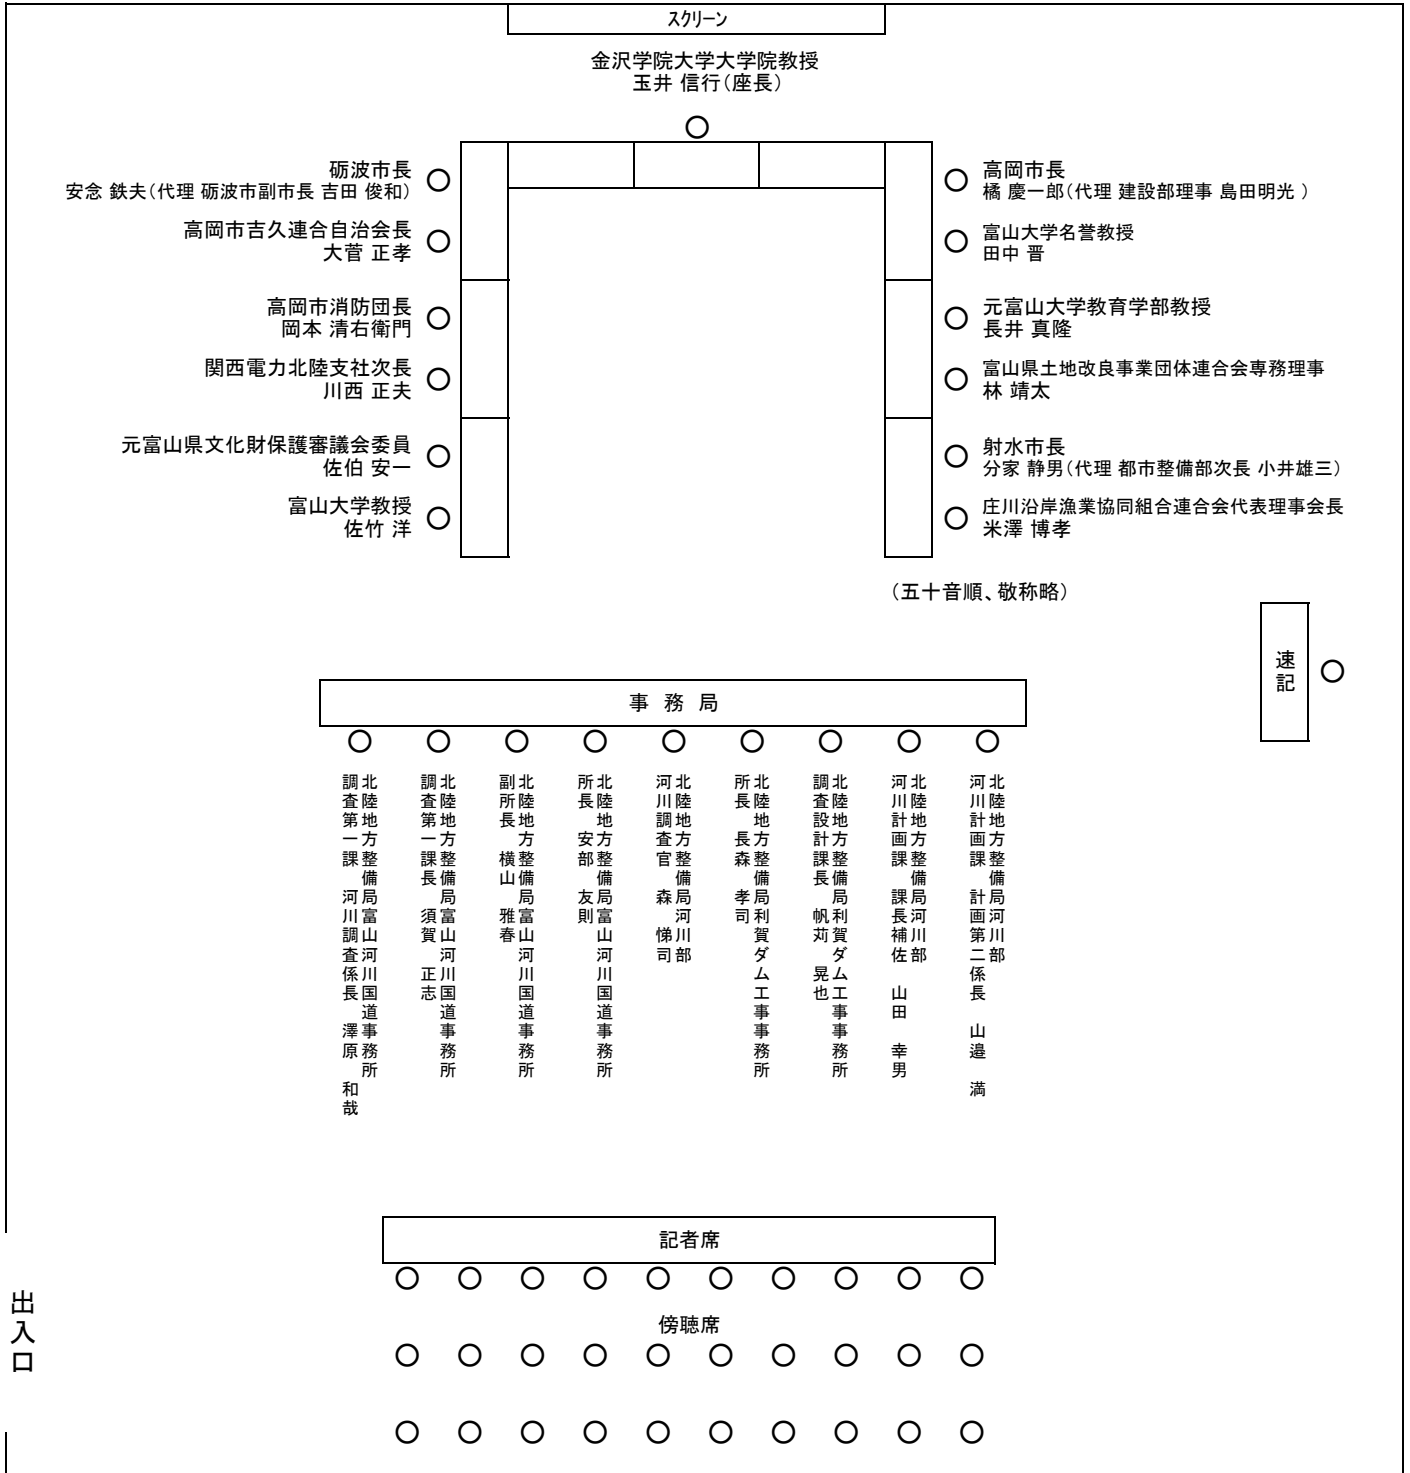 スクリーン
金沢学院大学大学院教授
玉井 信行(座長)
砺波市長
安念 鉄夫(代理 砺波市副市長 吉田 俊和)
高岡市吉久連合自治会長
大菅 正孝
高岡市消防団長
岡本 清右衛門
関西電力北陸支社次長
川西 正夫
元富山県文化財保護審議会委員
佐伯 安一
富山大学教授
佐竹 洋
高岡市長
橘 慶一郎(代理 建設部理事 島田明光 )
富山大学名誉教授
田中 晋
元富山大学教育学部教授
長井 真隆
富山県土地改良事業団体連合会専務理事
林 靖太
射水市長
分家 静男(代理 都市整備部次長 小井雄三)
庄川沿岸漁業協同組合連合会代表理事会長
米澤 博孝
(五十音順、敬称略)
速記
事 務 局
北陸地方整備局富山河川国道事務所
調査第一課 河川調査係長 澤原 和哉
北陸地方整備局富山河川国道事務所
調査第一課長 須賀 正志
北陸地方整備局富山河川国道事務所
副所長 横山 雅春
北陸地方整備局富山河川国道事務所
所長 安部 友則
北陸地方整備局河川部
河川調査官 森 悌司
北陸地方整備局利賀ダム工事事務所
所長 長森 孝司
北陸地方整備局利賀ダム工事事務所
調査設計課長 帆苅 晃也
北陸地方整備局河川部
河川計画課 課長補佐 山田 幸男
北陸地方整備局河川部
河川計画課 計画第二係長 山邉 満
記者席
傍聴席
出入口